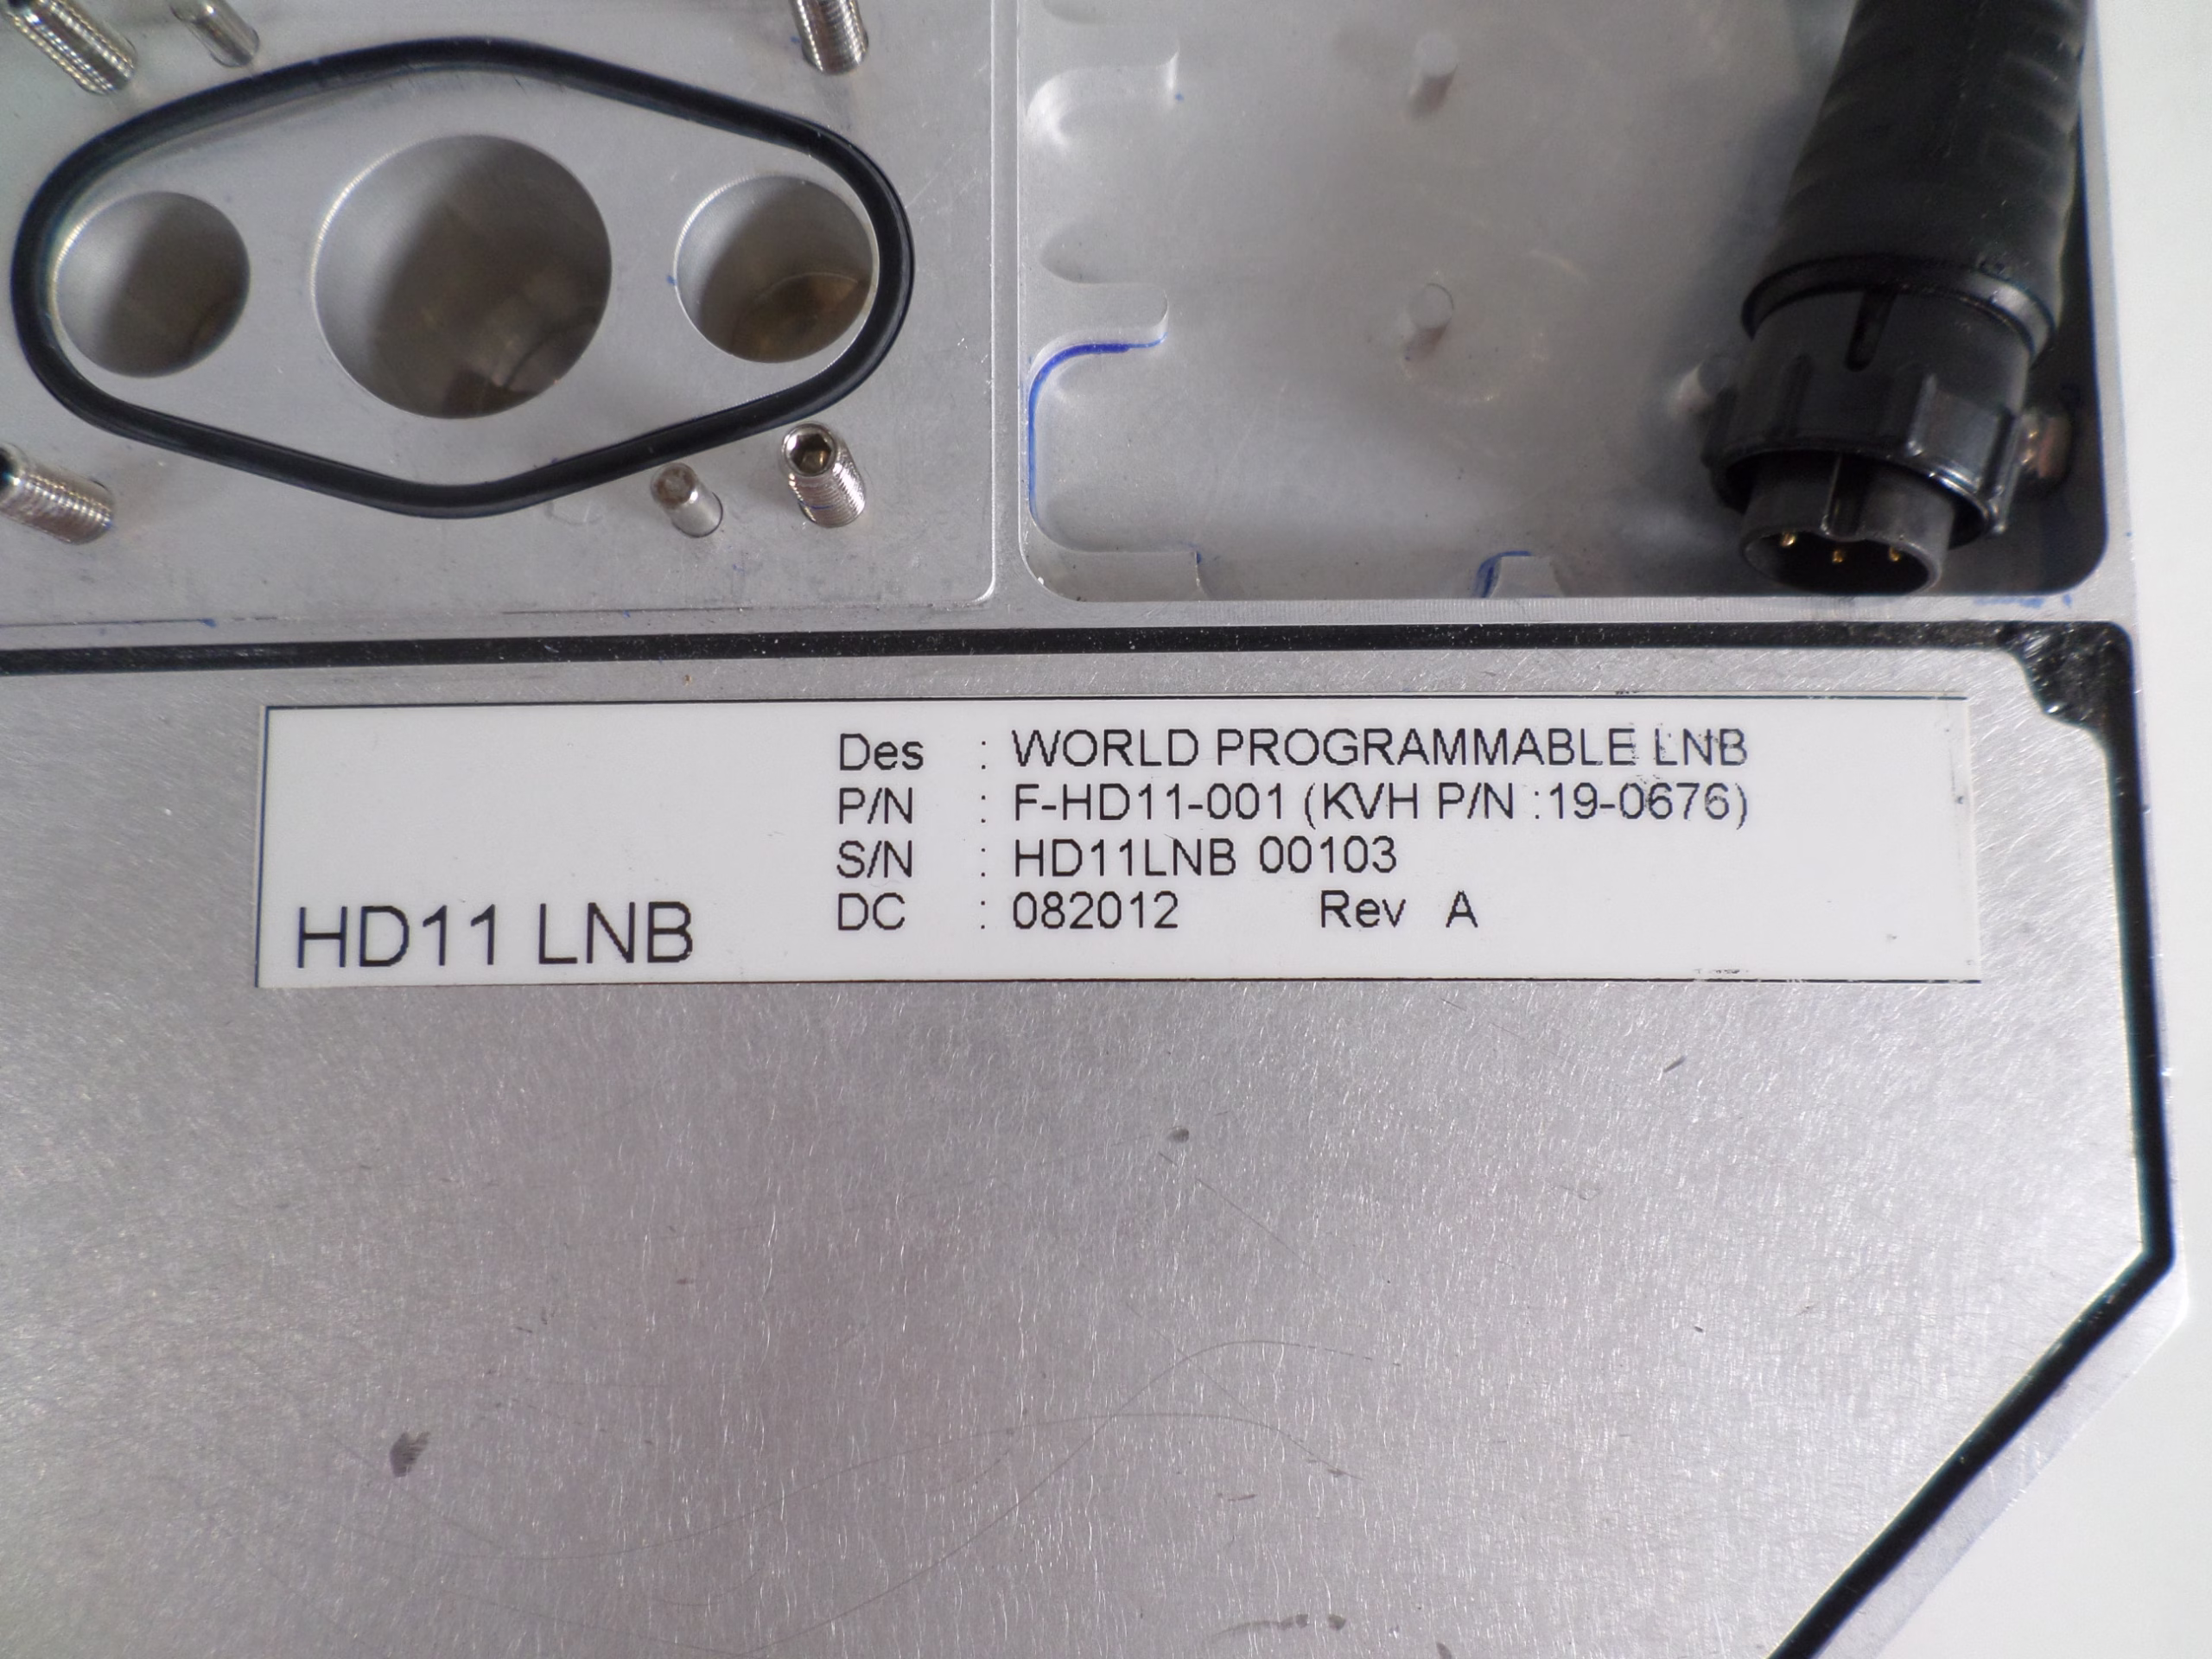 Des : WORLD PROGRAMMABLE LNB
P/N : F-HD11-001 (KVH P/N :19-0676)
S/N : HD11LNB 00103
DC : 082012 Rev A
HD11 LNB